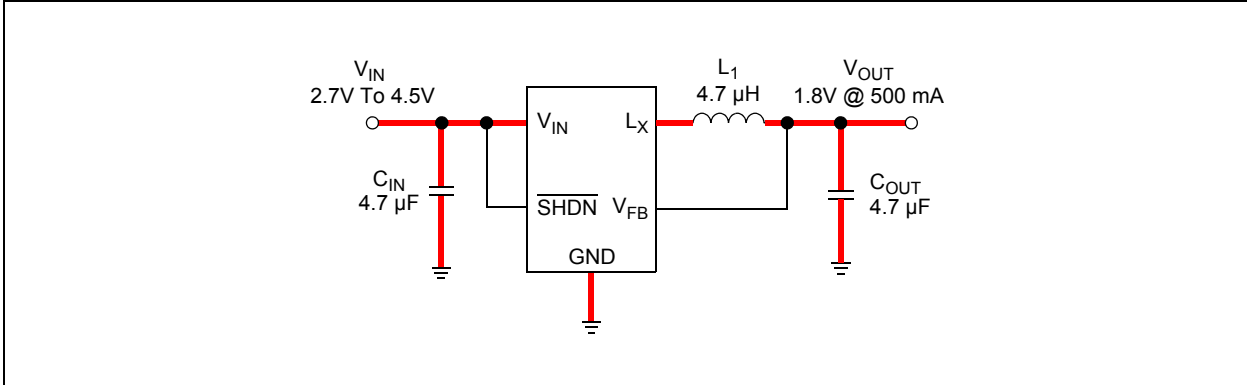 V_IN
2.7V To 4.5V
L_1
4.7 µH
V_OUT
1.8V @ 500 mA
V_IN
L_X
C_IN
4.7 µF
SHDN
V_FB
C_OUT
4.7 µF
GND